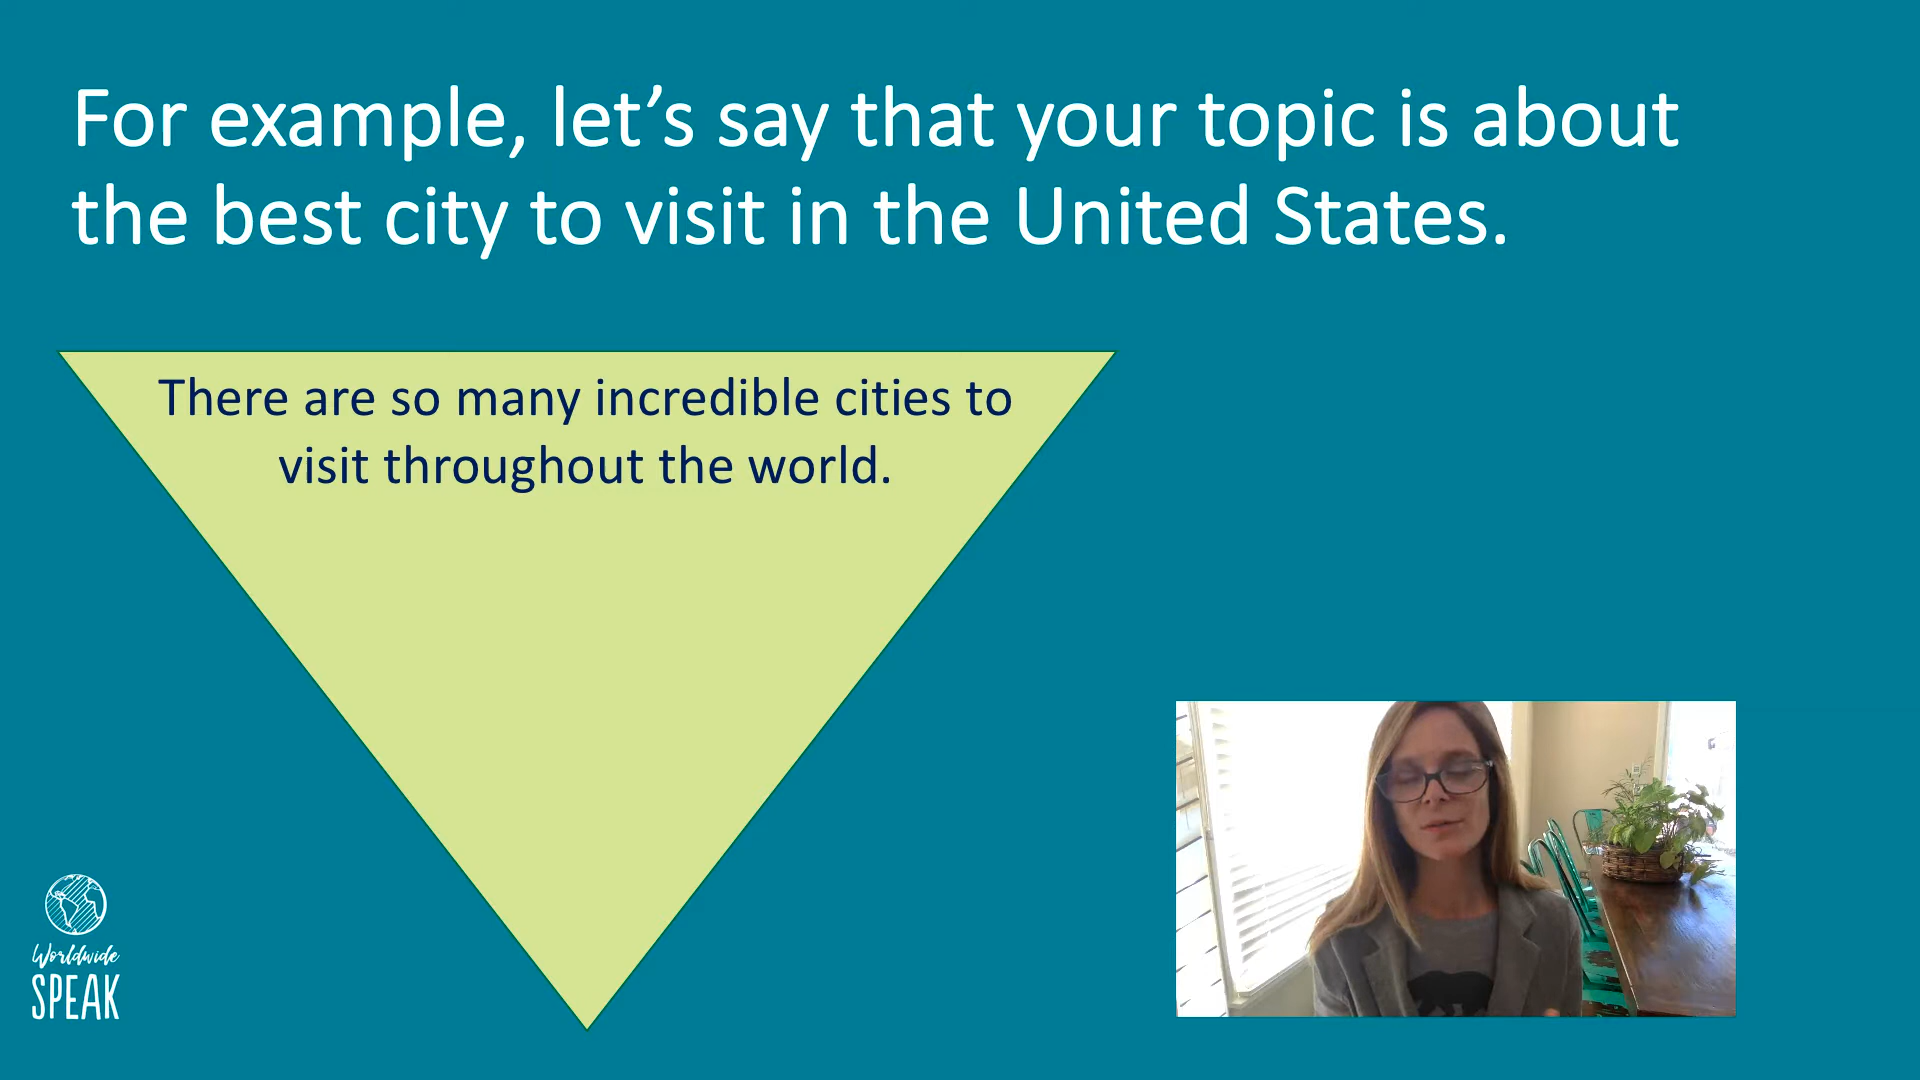 For example, let’s say that your topic is about
the best city to visit in the United States.
There are so many incredible cities to
visit throughout the world.
Worldwide
SPEAK